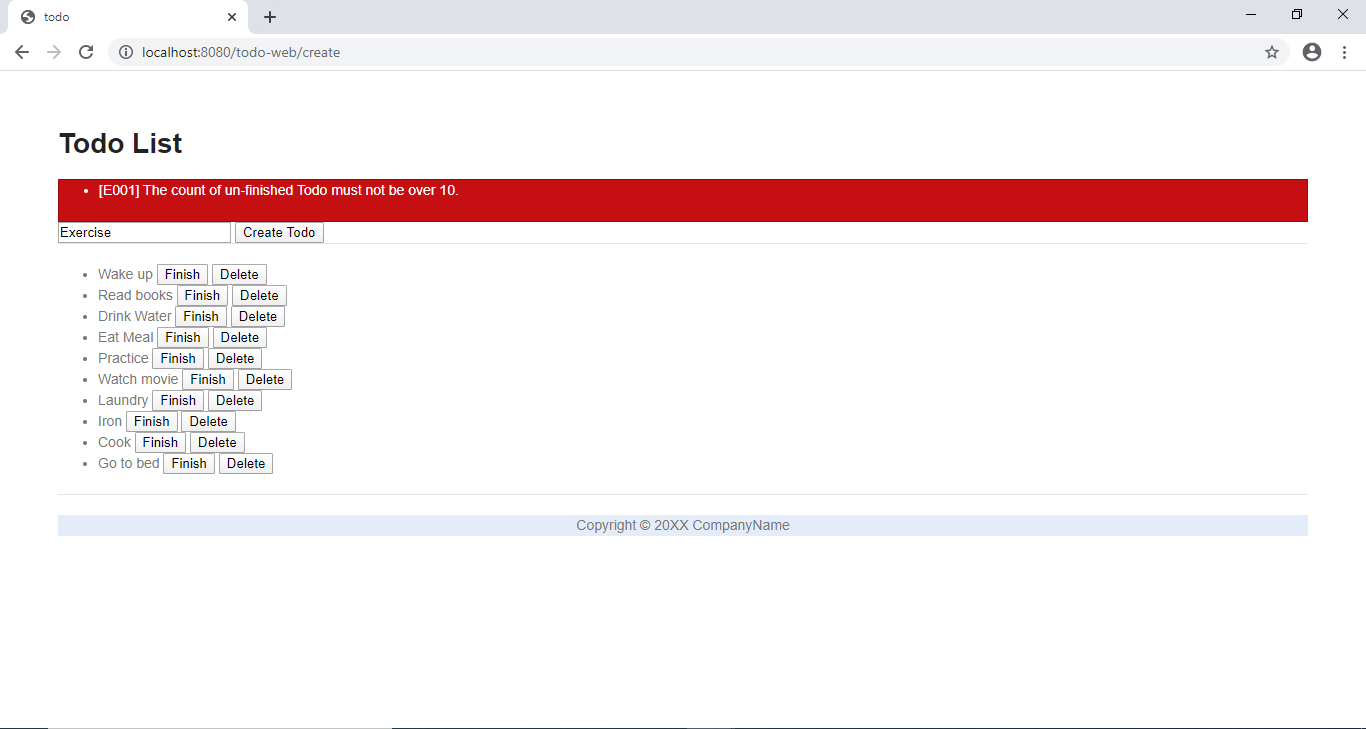 todo
localhost:8080/todo-web/create
Todo List
[E001] The count of un-finished Todo must not be over 10.
Exercise Create Todo
Wake up Finish Delete
Read books Finish Delete
Drink Water Finish Delete
Eat Meal Finish Delete
Practice Finish Delete
Watch movie Finish Delete
Laundry Finish Delete
Iron Finish Delete
Cook Finish Delete
Go to bed Finish Delete
Copyright © 20XX CompanyName